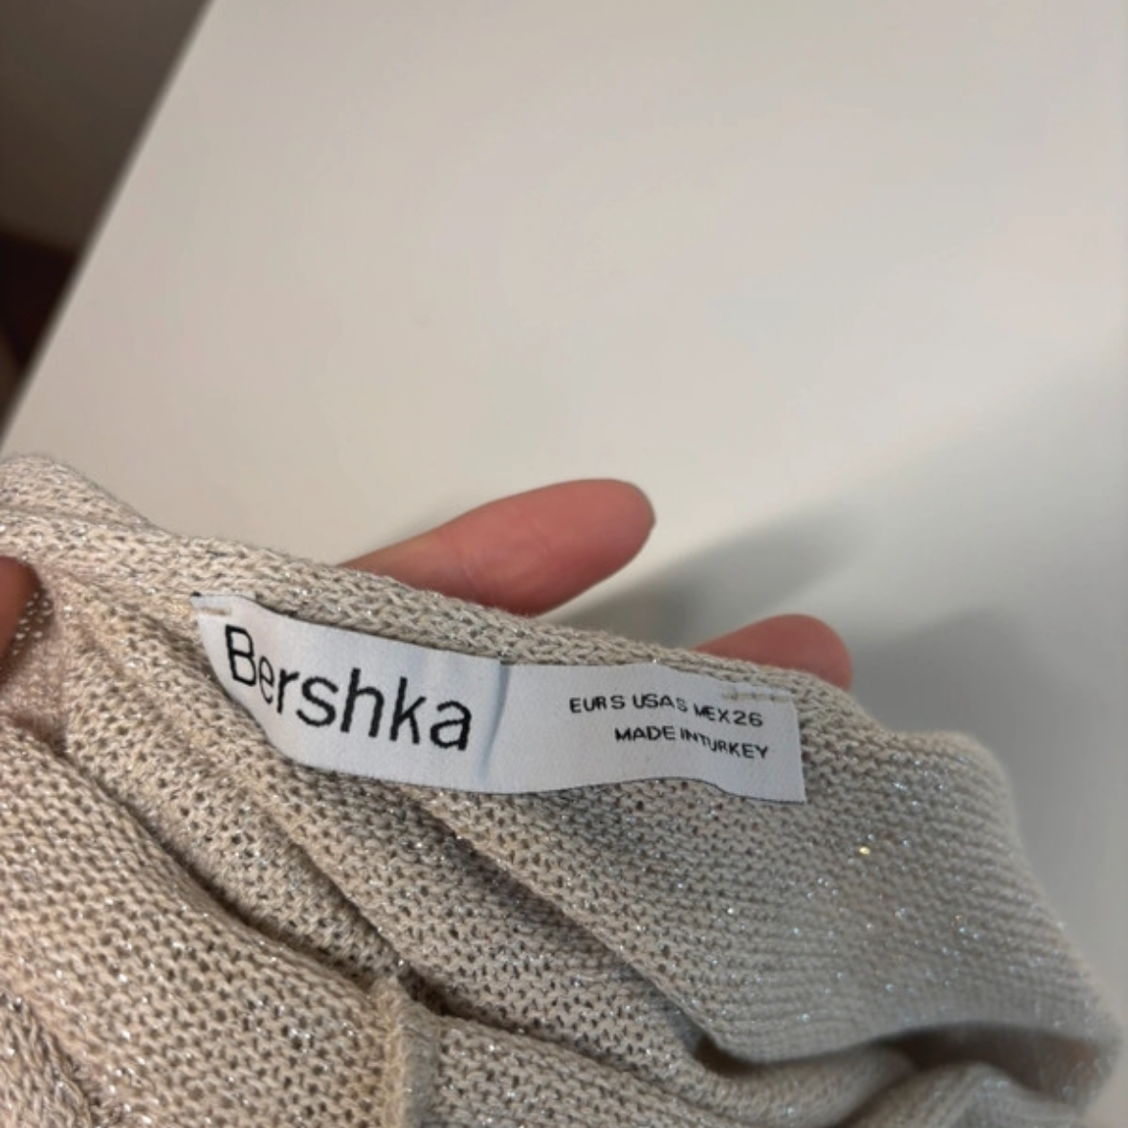 Bershka
EUR S USA S MEX 26
MADE IN TURKEY